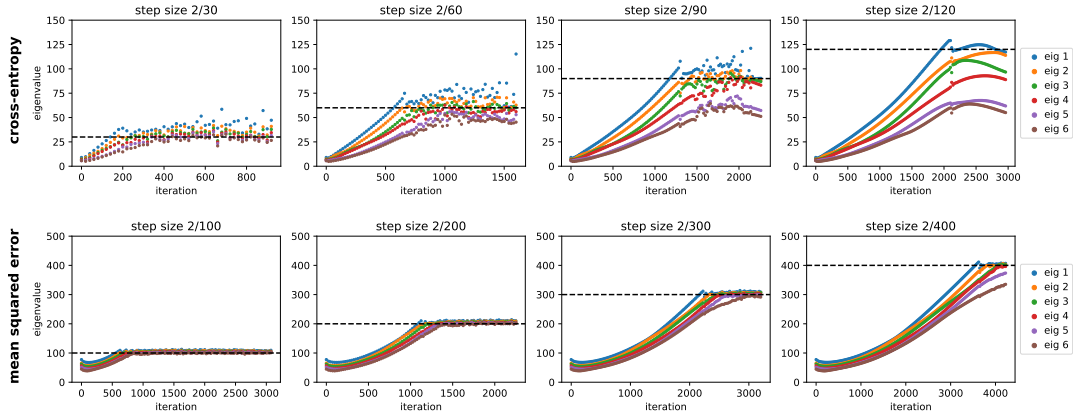 step size 2/30
step size 2/60
step size 2/90
step size 2/120
cross-entropy
eigenvalue
150
125
100
75
50
25
0
0 200 400 600 800
iteration
150
125
100
75
50
25
0
0 500 1000 1500
iteration
150
125
100
75
50
25
0
0 500 1000 1500 2000
iteration
150
125
100
75
50
25
0
0 500 1000 1500 2000 2500 3000
iteration
eig 1
eig 2
eig 3
eig 4
eig 5
eig 6
step size 2/100
step size 2/200
step size 2/300
step size 2/400
mean squared error
eigenvalue
500
400
300
200
100
0
0 500 1000 1500 2000 2500 3000
iteration
500
400
300
200
100
0
0 500 1000 1500 2000
iteration
500
400
300
200
100
0
0 1000 2000 3000
iteration
500
400
300
200
100
0
0 1000 2000 3000 4000
iteration
eig 1
eig 2
eig 3
eig 4
eig 5
eig 6